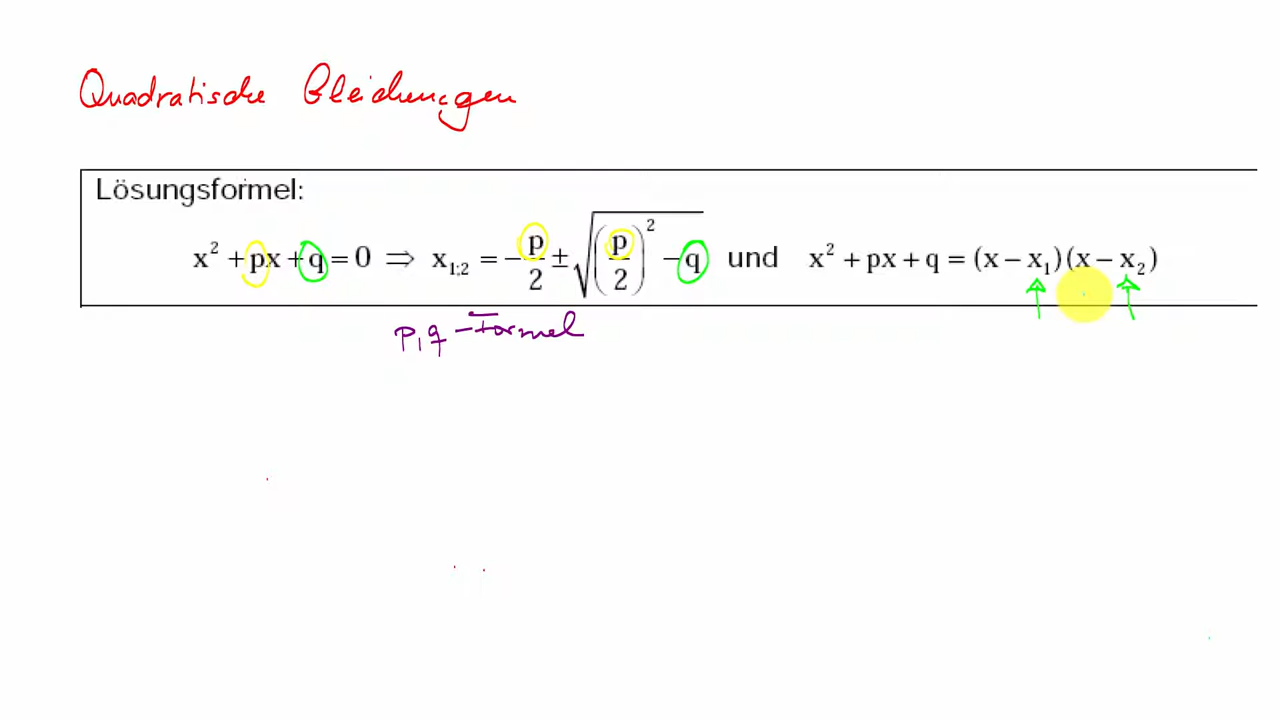 Quadratische Gleichungen
Lösungsformel:
x² + px + q = 0 ⇒ x₁;₂ = −p/2 ± √((p/2)² − q) und x² + px + q = (x − x₁)(x − x₂)
p,q-Formel